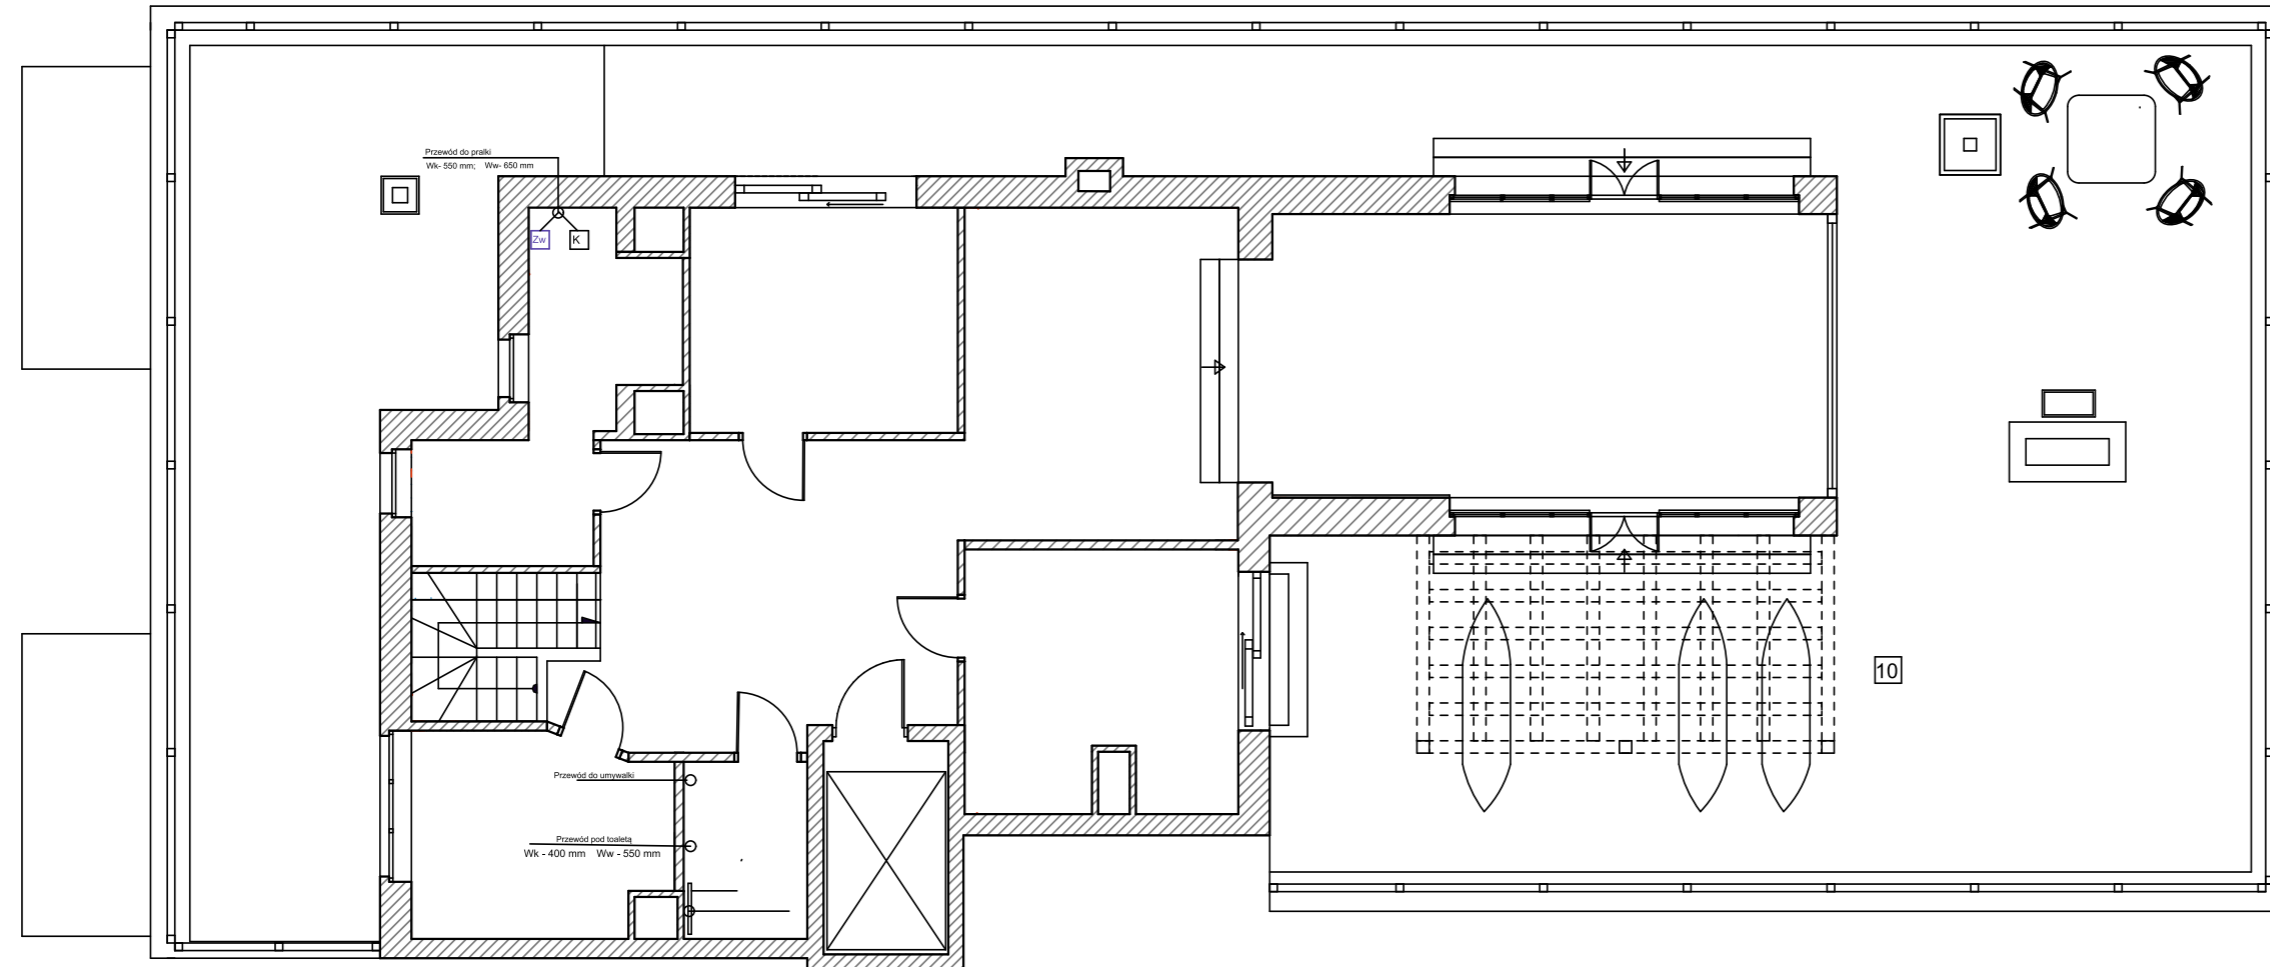 Przewód do pralki
Wk- 550 mm; Ww- 650 mm
Zw K
10
Przewód do umywalki
Przewód pod toaletą
Wk - 400 mm Ww - 550 mm